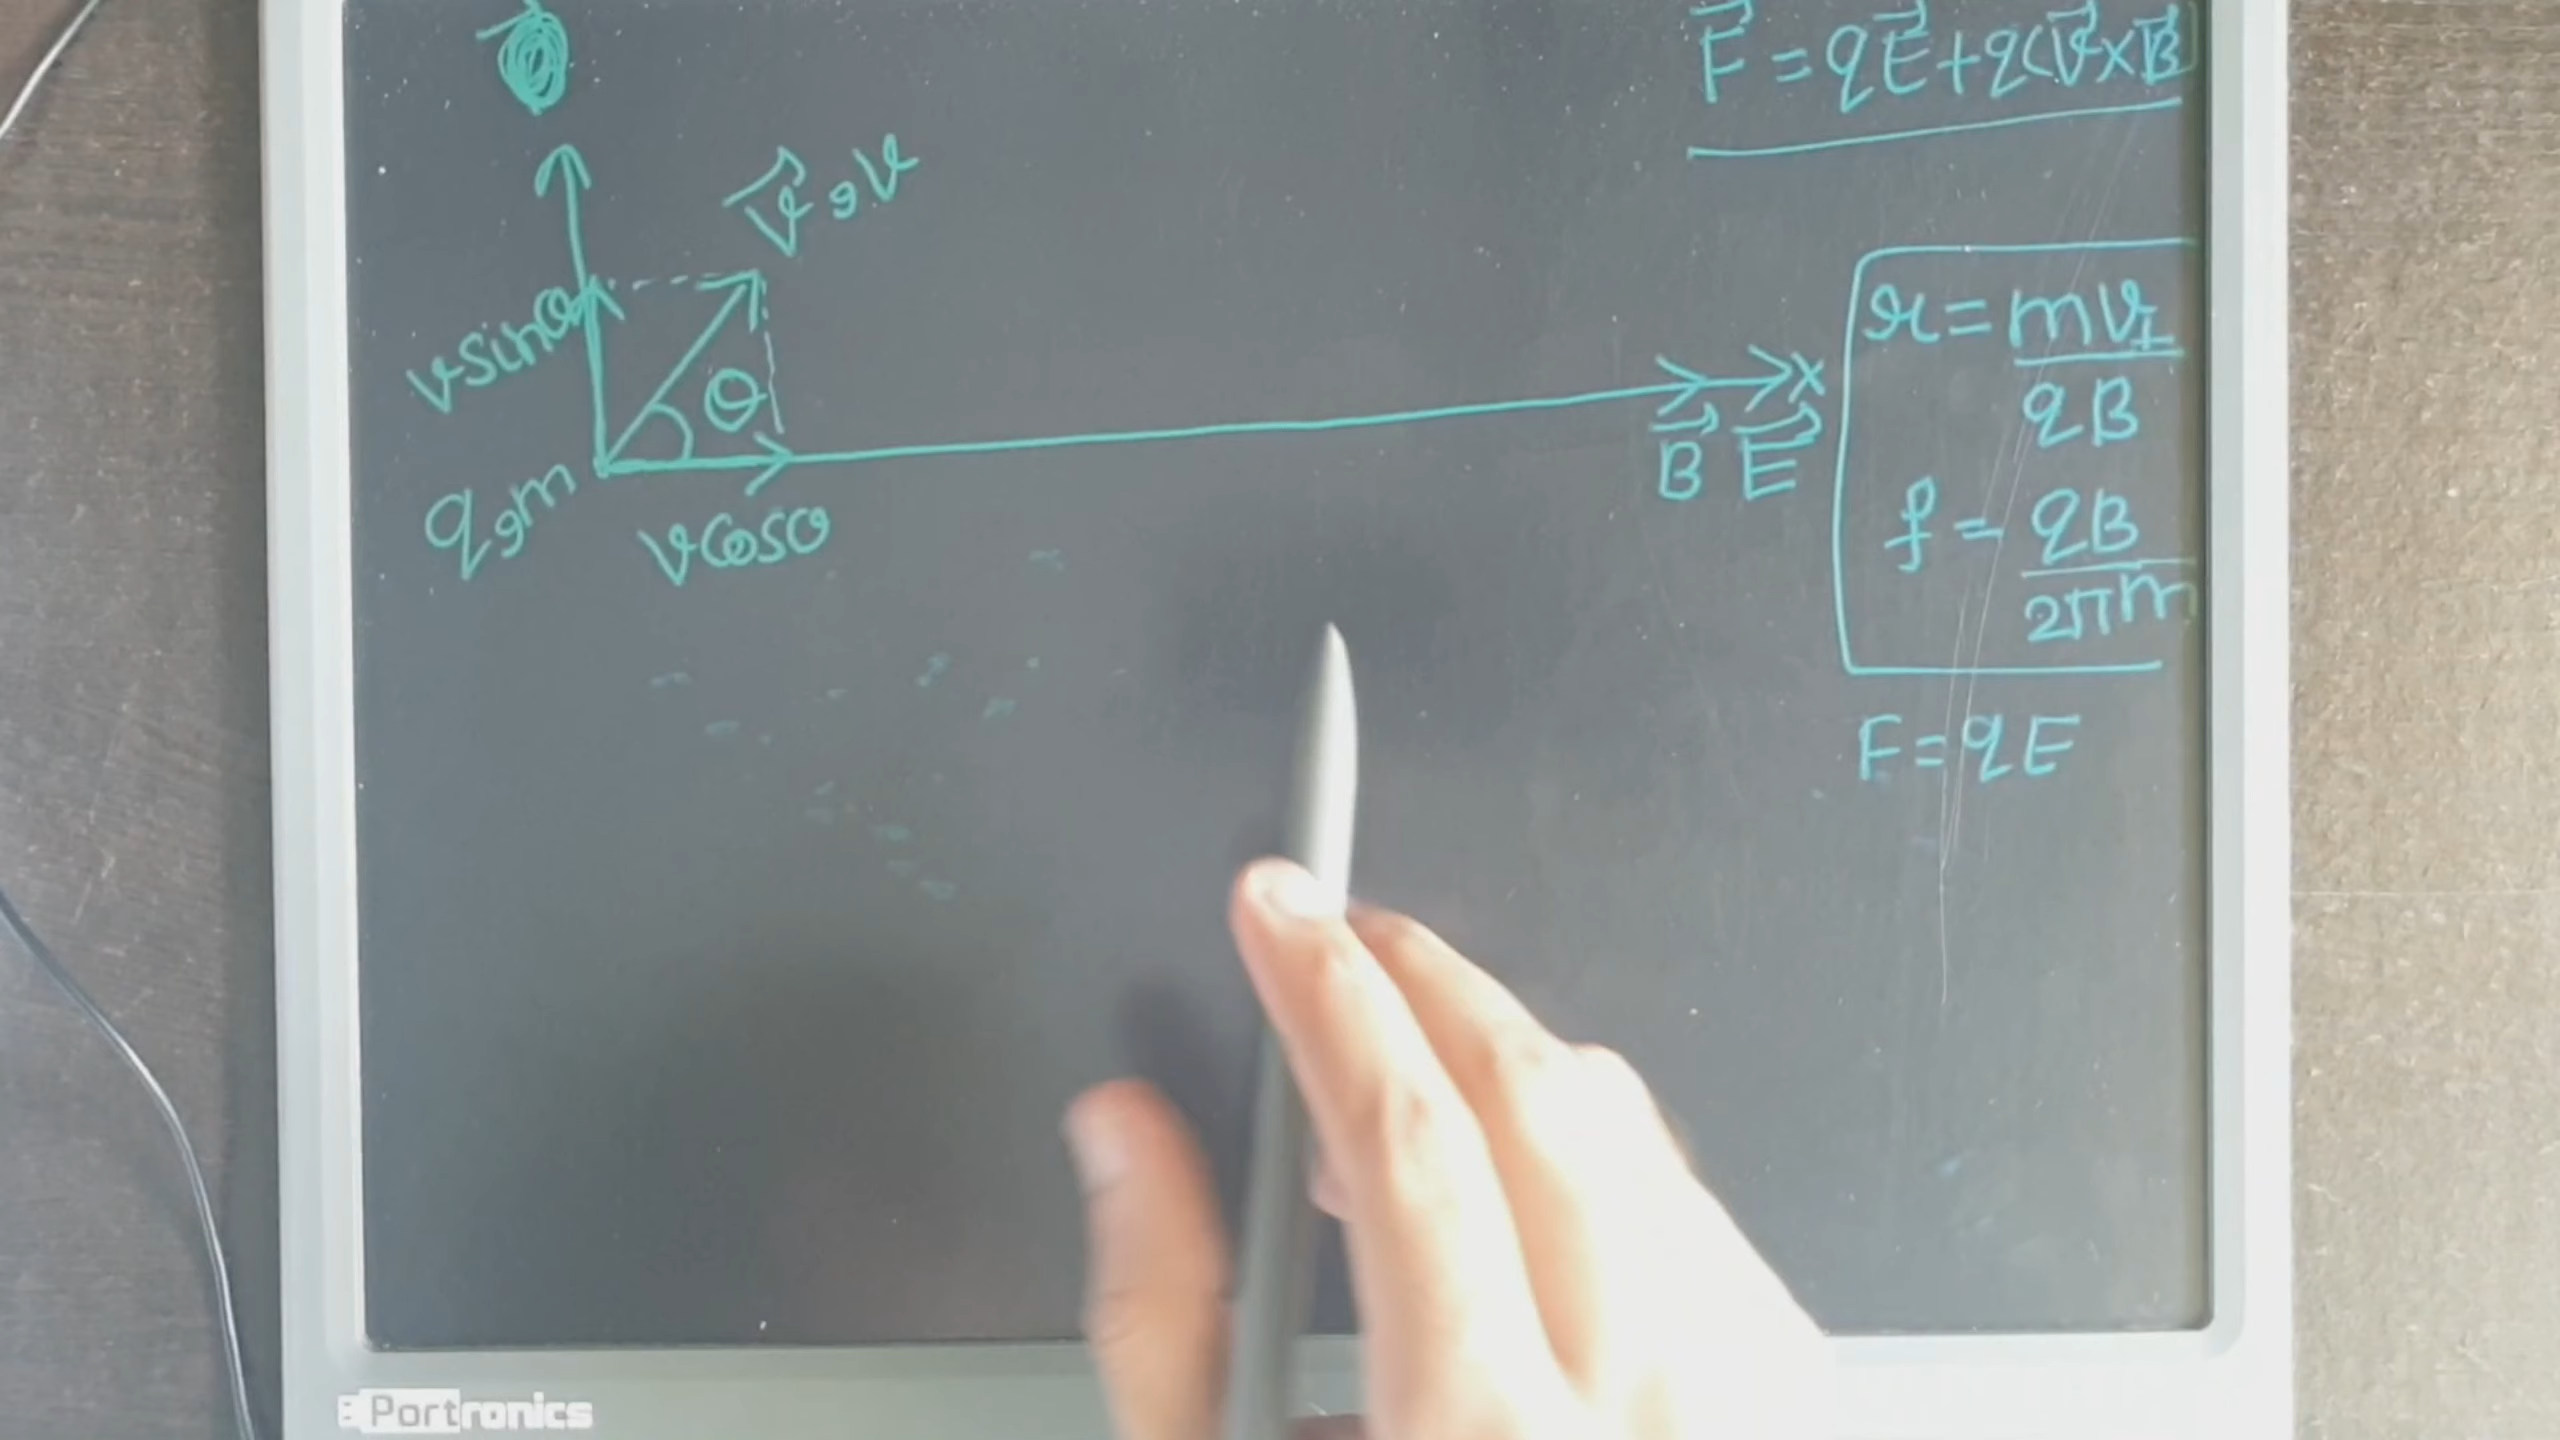 F⃗ = qE⃗ + q(v⃗ × B⃗)
v⃗, v
v sinθ
θ
q, m
v cosθ
B⃗ E⃗
x
r = mv⊥/qB
f = qB/2πm
F = qE
Portronics